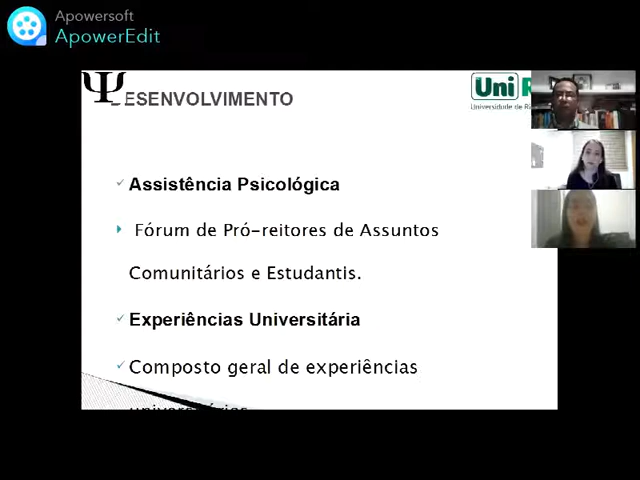 Apowersoft
ApowerEdit
Ψ
DESENVOLVIMENTO
Uni
Universidade de
Assistência Psicológica
Fórum de Pró-reitores de Assuntos
Comunitários e Estudantis.
Experiências Universitária
Composto geral de experiências